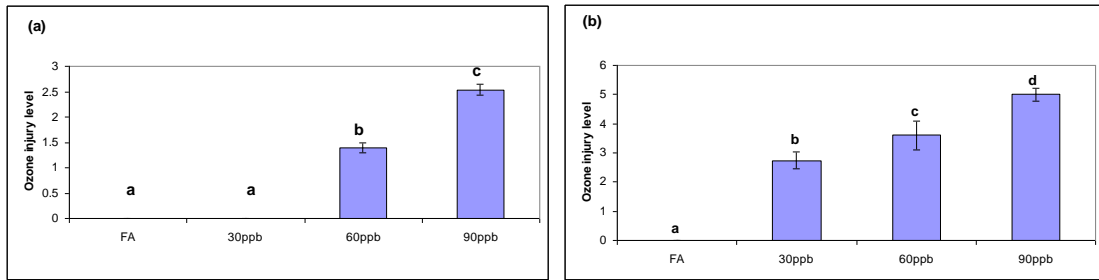 (a)
Ozone injury level
3
2.5
2
1.5
1
0.5
0
a
a
b
c
FA
30ppb
60ppb
90ppb
(b)
Ozone injury level
6
5
4
3
2
1
0
a
b
c
d
FA
30ppb
60ppb
90ppb